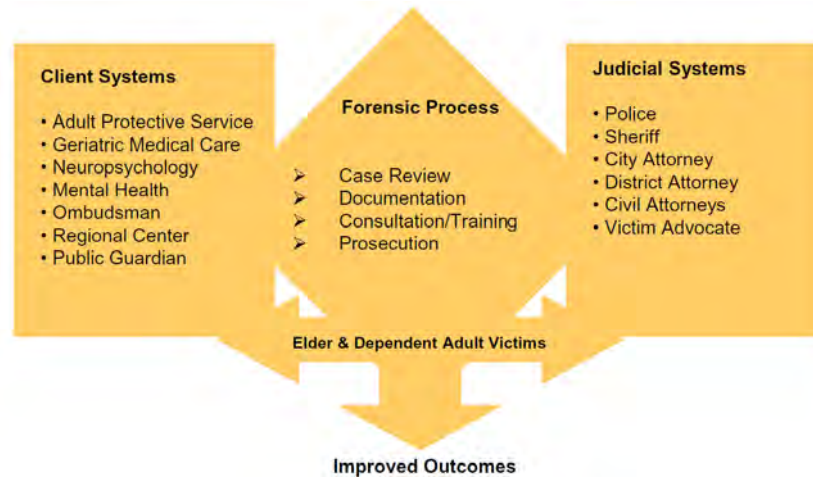 Client Systems
• Adult Protective Service
• Geriatric Medical Care
• Neuropsychology
• Mental Health
• Ombudsman
• Regional Center
• Public Guardian
Forensic Process
➢ Case Review
➢ Documentation
➢ Consultation/Training
➢ Prosecution
Judicial Systems
• Police
• Sheriff
• City Attorney
• District Attorney
• Civil Attorneys
• Victim Advocate
Elder & Dependent Adult Victims
Improved Outcomes